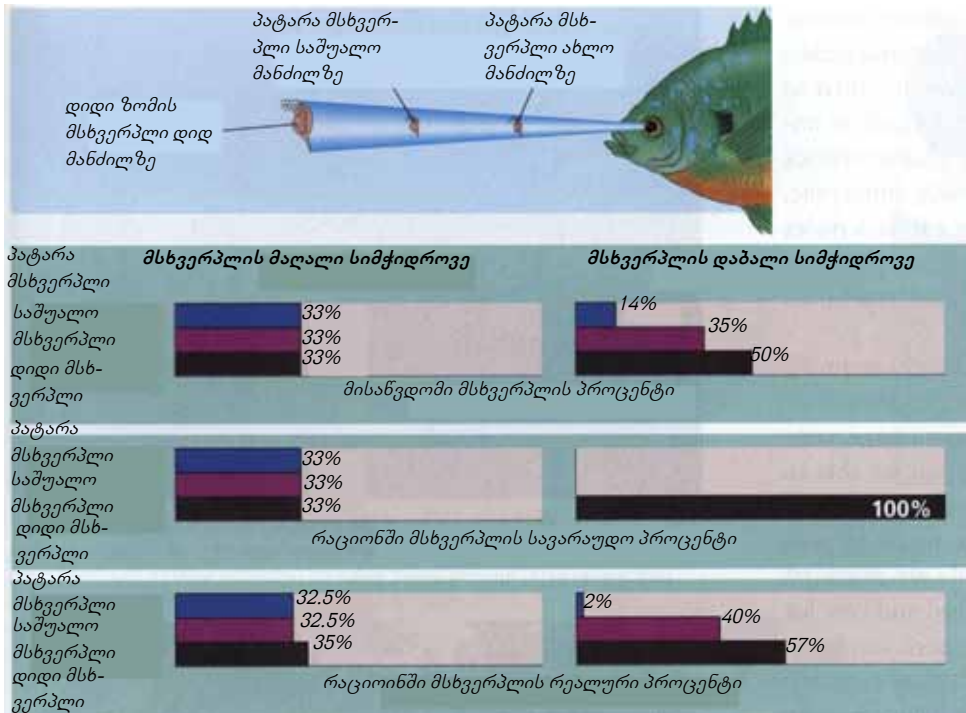 პატარა მსხვერ-
პლი საშუალო
მანძილზე
პატარა მსხ-
ვერპლი ახლო
მანძილზე
დიდი ზომის
მსხვერპლი დიდ
მანძილზე
მსხვერპლის მაღალი სიმჭიდროვე
მსხვერპლის დაბალი სიმჭიდროვე
პატარა
მსხვერპლი
საშუალო
მსხვერპლი
დიდი მსხ-
ვერპლი
33%
33%
33%
14%
35%
50%
მისაწვდომი მსხვერპლის პროცენტი
პატარა
მსხვერპლი
საშუალო
მსხვერპლი
დიდი მსხ-
ვერპლი
33%
33%
33%
100%
რაციონში მსხვერპლის სავარაუდო პროცენტი
პატარა
მსხვერპლი
საშუალო
მსხვერპლი
დიდი მსხ-
ვერპლი
32.5%
32.5%
35%
2%
40%
57%
რაციოინში მსხვერპლის რეალური პროცენტი